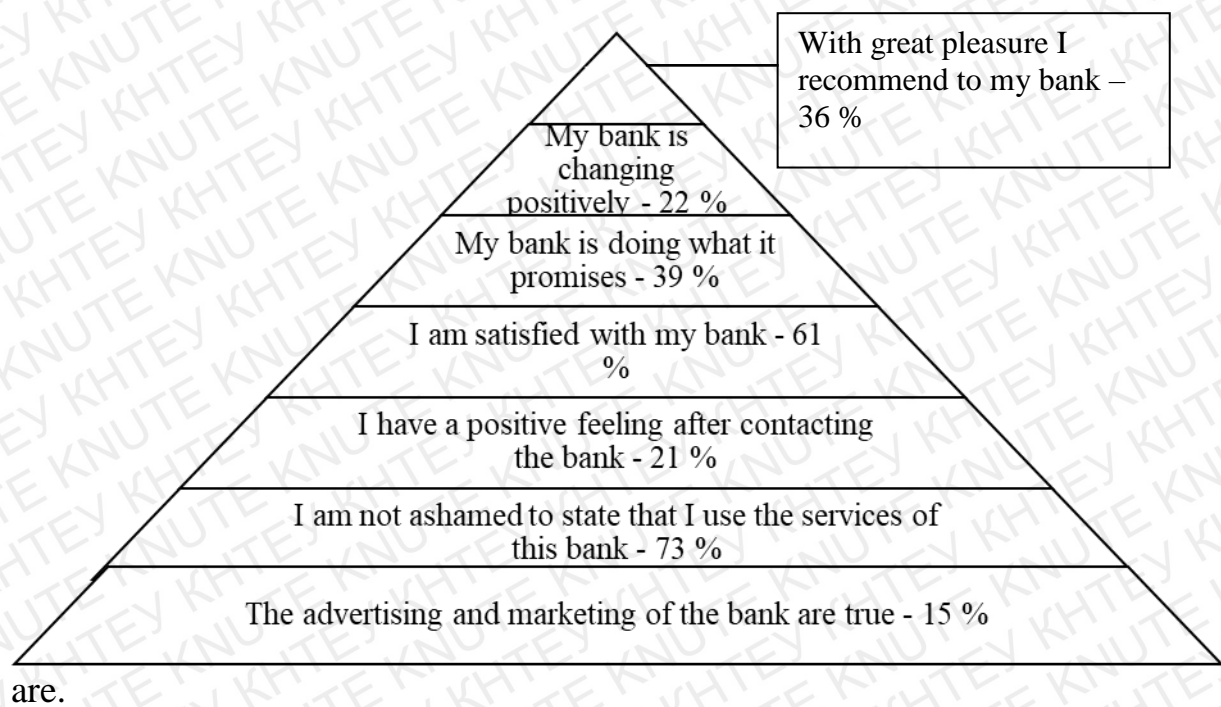 With great pleasure I
recommend to my bank –
36 %
My bank is
changing
positively - 22 %
My bank is doing what it
promises - 39 %
I am satisfied with my bank - 61
%
I have a positive feeling after contacting
the bank - 21 %
I am not ashamed to state that I use the services of
this bank - 73 %
The advertising and marketing of the bank are true - 15 %
are.